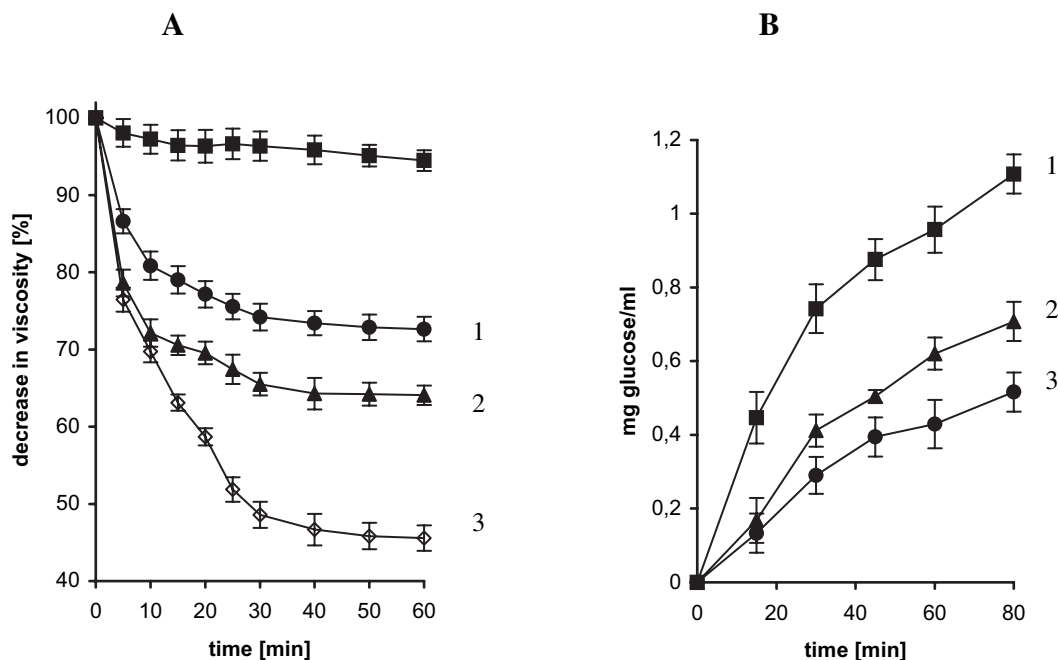 A
B
decrease in viscosity [%]
100
90
80
70
60
50
40
0 10 20 30 40 50 60
time [min]
1
2
3
mg glucose/ml
1,2
1
0,8
0,6
0,4
0,2
0
0 20 40 60 80
time [min]
1
2
3